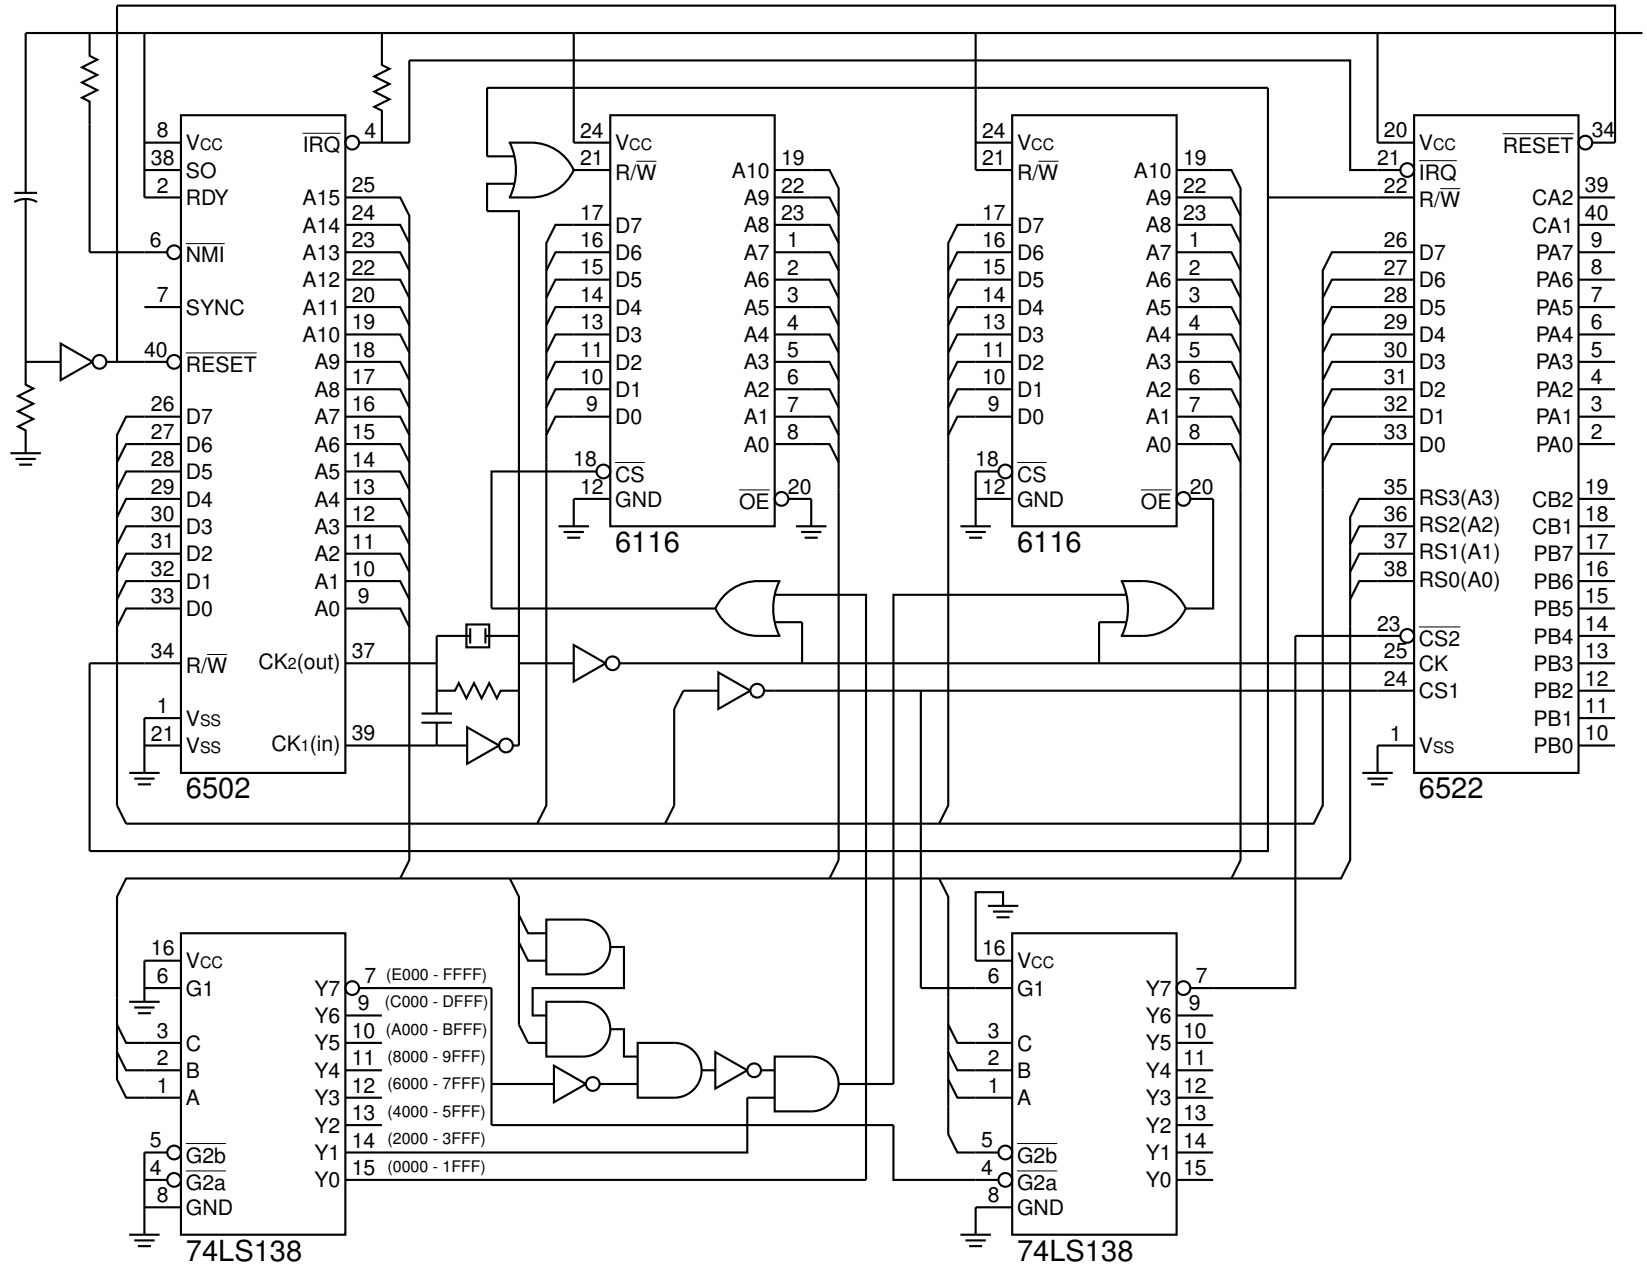 8 VCC
38 SO
2 RDY
6 NMI
7 SYNC
40 RESET
26 D7
27 D6
28 D5
29 D4
30 D3
31 D2
32 D1
33 D0
34 R/W
1 VSS
21 VSS
IRQ 4
A15 25
A14 24
A13 23
A12 22
A11 20
A10 19
A9 18
A8 17
A7 16
A6 15
A5 14
A4 13
A3 12
A2 11
A1 10
A0 9
CK2(out) 37
CK1(in) 39
6502
24 VCC
21 R/W
17 D7
16 D6
15 D5
14 D4
13 D3
11 D2
10 D1
9 D0
18 CS
12 GND
A10 19
A9 22
A8 23
A7 1
A6 2
A5 3
A4 4
A3 5
A2 6
A1 7
A0 8
OE 20
6116
24 VCC
21 R/W
17 D7
16 D6
15 D5
14 D4
13 D3
11 D2
10 D1
9 D0
18 CS
12 GND
A10 19
A9 22
A8 23
A7 1
A6 2
A5 3
A4 4
A3 5
A2 6
A1 7
A0 8
OE 20
6116
20 VCC
21 IRQ
22 R/W
26 D7
27 D6
28 D5
29 D4
30 D3
31 D2
32 D1
33 D0
35 RS3(A3)
36 RS2(A2)
37 RS1(A1)
38 RS0(A0)
23 CS2
25 CK
24 CS1
1 VSS
RESET 34
CA2 39
CA1 40
PA7 9
PA6 8
PA5 7
PA4 6
PA3 5
PA2 4
PA1 3
PA0 2
CB2 19
CB1 18
PB7 17
PB6 16
PB5 15
PB4 14
PB3 13
PB2 12
PB1 11
PB0 10
6522
16 VCC
6 G1
3 C
2 B
1 A
5 G2b
4 G2a
8 GND
Y7 7 (E000 - FFFF)
Y6 9 (C000 - DFFF)
Y5 10 (A000 - BFFF)
Y4 11 (8000 - 9FFF)
Y3 12 (6000 - 7FFF)
Y2 13 (4000 - 5FFF)
Y1 14 (2000 - 3FFF)
Y0 15 (0000 - 1FFF)
74LS138
16 VCC
6 G1
3 C
2 B
1 A
5 G2b
4 G2a
8 GND
Y7 7
Y6 9
Y5 10
Y4 11
Y3 12
Y2 13
Y1 14
Y0 15
74LS138